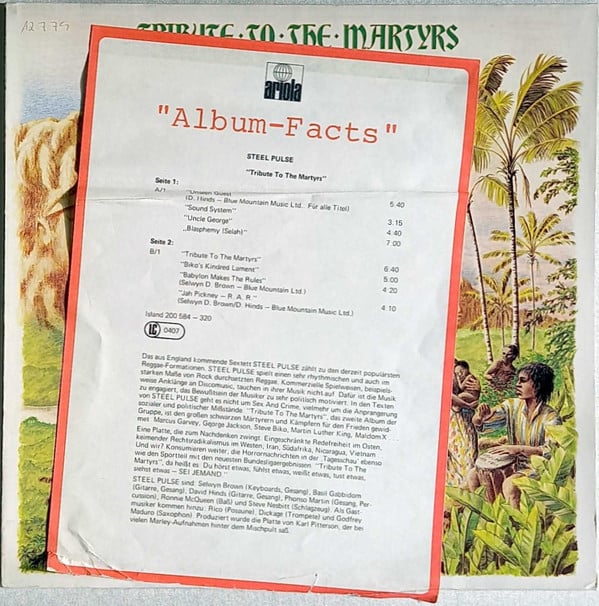 12.7.79
TRIBUTE·TO·THE·MARTYRS
ariola
"Album-Facts"
STEEL PULSE
"Tribute To The Martyrs"
Seite 1:
A/1 "Unseen Guest" 5:40
(D. Hinds – Blue Mountain Music Ltd. Für alle Titel)
"Sound System" 3.15
"Uncle George" 4:40
„Blasphemy (Selah)" 7:00
Seite 2:
B/1 "Tribute To The Martyrs" 6:40
"Biko's Kindred Lament" 5:00
"Babylon Makes The Rules" 4:20
(Selwyn D. Brown – Blue Mountain Ltd.)
"Jah Pickney – R. A. R." 4:10
(Selwyn D. Brown/D. Hinds – Blue Mountain Music Ltd.)
Island 200 584 – 320
LC 0407
Das aus England kommende Sextett STEEL PULSE zählt zu den derzeit populärsten
Reggae-Formationen. STEEL PULSE spielt einen sehr rhythmischen und auch im
starken Maße von Rock durchsetzten Reggae. Kommerzielle Spielweisen, beispiels-
weise Anklänge an Discomusic, tauchen in ihrer Musik nicht auf. Dafür ist die Musik
zu engagiert, das Bewußtsein der Musiker zu sehr politisch motiviert. In den Texten
von STEEL PULSE geht es nicht um Sex And Crime, vielmehr um die Anprangerung
sozialer und politischer Mißstände. "Tribute To The Martyrs", das zweite Album der
Gruppe, ist den großen schwarzen Märtyrern und Kämpfern für den Frieden gewid-
met: Marcus Garvey, George Jackson, Steve Biko, Martin Luther King, Malcolm X ...
Eine Platte, die zum Nachdenken zwingt. Eingeschränkte Redefreiheit im Osten,
keimender Rechtsradikalismus im Westen; Iran, Südafrika, Nicaragua, Vietnam
Und wir? Konsumieren weiter, die Horrornachrichten in der 'Tagesschau' ebenso
wie den Sportteil mit den neuesten Bundesligaergebnissen. "Tribute To The
Martyrs", da heißt es: Du hörst etwas, fühlst etwas, weißt etwas, tust etwas,
siehst etwas – SEI JEMAND
STEEL PULSE sind: Selwyn Brown (Keyboards, Gesang), Basil Gabbidom
(Gitarre, Gesang), David Hinds (Gitarre, Gesang), Phonso Martin (Gesang, Per-
cussion), Ronnie McQueen (Baß) und Steve Nesbitt (Schlagzeug). Als Gast-
musiker kommen hinzu: Rico (Posaune), Dickage (Trompete) und Godfrey
Maduro (Saxophon). Produziert wurde die Platte von Karl Pitterson, der bei
vielen Marley-Aufnahmen hinter dem Mischpult saß.